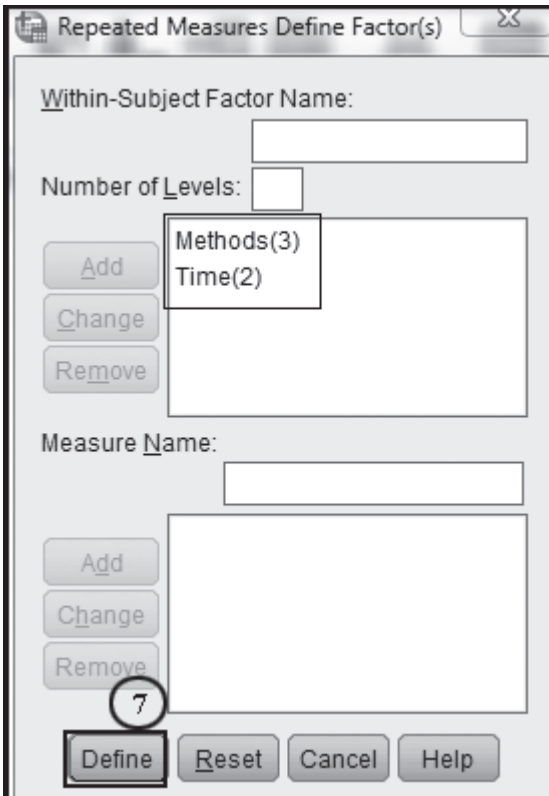 Repeated Measures Define Factor(s)
Within-Subject Factor Name:
Number of Levels:
Methods(3)
Time(2)
Add
Change
Remove
Measure Name:
Add
Change
Remove
7
Define
Reset
Cancel
Help